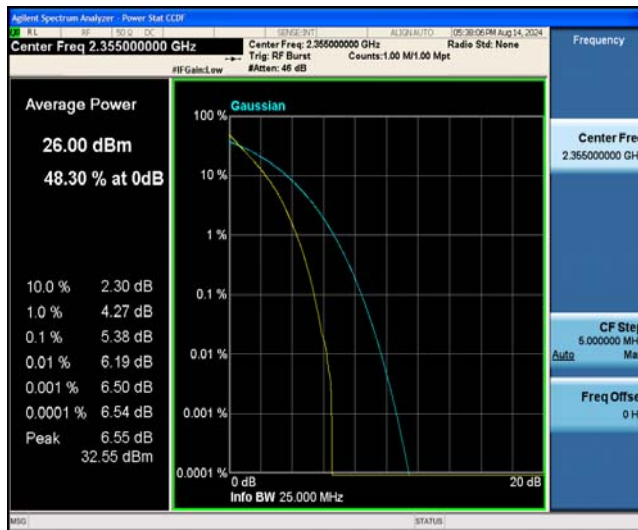 Agilent Spectrum Analyzer - Power Stat CCDF
RL RF 50 Ω DC SENSE:INT ALIGN AUTO 05:38:06 PM Aug 14, 2024
Center Freq 2.355000000 GHz
Center Freq: 2.355000000 GHz Radio Std: None
Trig: RF Burst Counts:1.00 M/1.00 Mpt
#IFGain:Low #Atten: 46 dB
Frequency
Average Power
26.00 dBm
48.30 % at 0dB
10.0 % 2.30 dB
1.0 % 4.27 dB
0.1 % 5.38 dB
0.01 % 6.19 dB
0.001 % 6.50 dB
0.0001 % 6.54 dB
Peak 6.55 dB
32.55 dBm
Gaussian
100 %
10 %
1 %
0.1 %
0.01 %
0.001 %
0.0001 %
0 dB 20 dB
Info BW 25.000 MHz
Center Fre
2.355000000 GH
CF Step
5.000000 MH
Auto Ma
Freq Offse
0 H
MSG STATUS